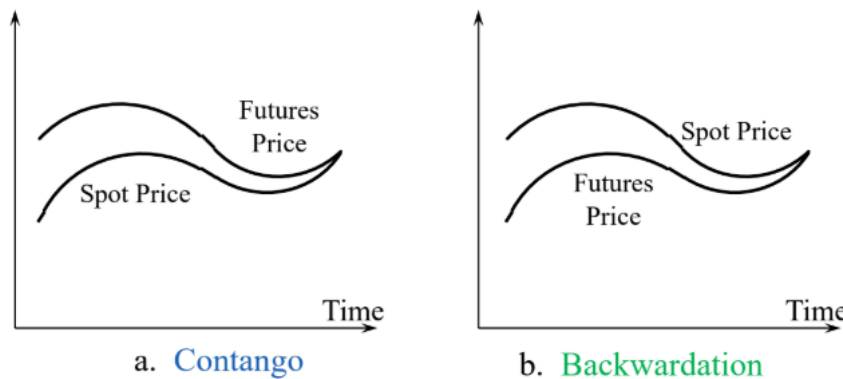 Futures
Price
Spot Price
Time
a. Contango
Spot Price
Futures
Price
Time
b. Backwardation